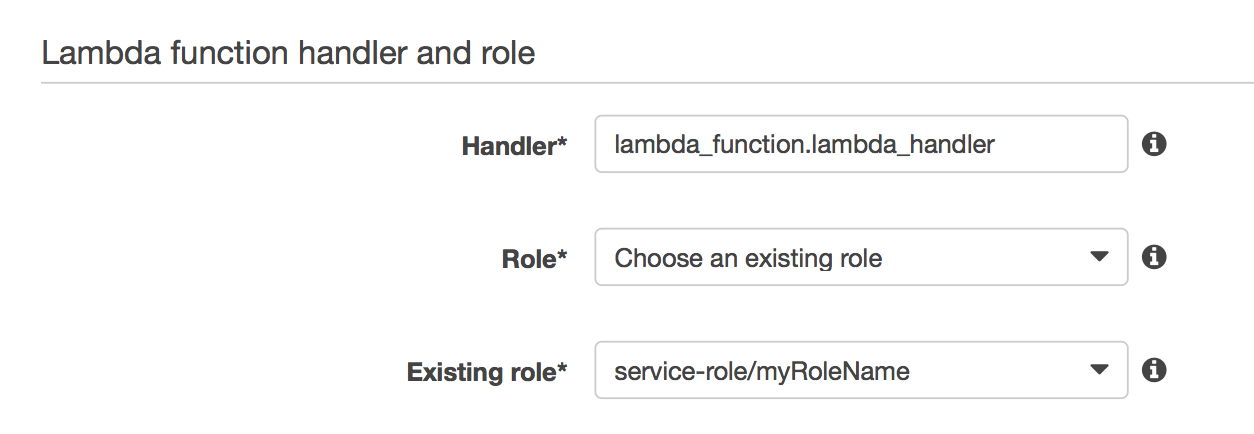 Lambda function handler and role
Handler* lambda_function.lambda_handler
Role* Choose an existing role
Existing role* service-role/myRoleName